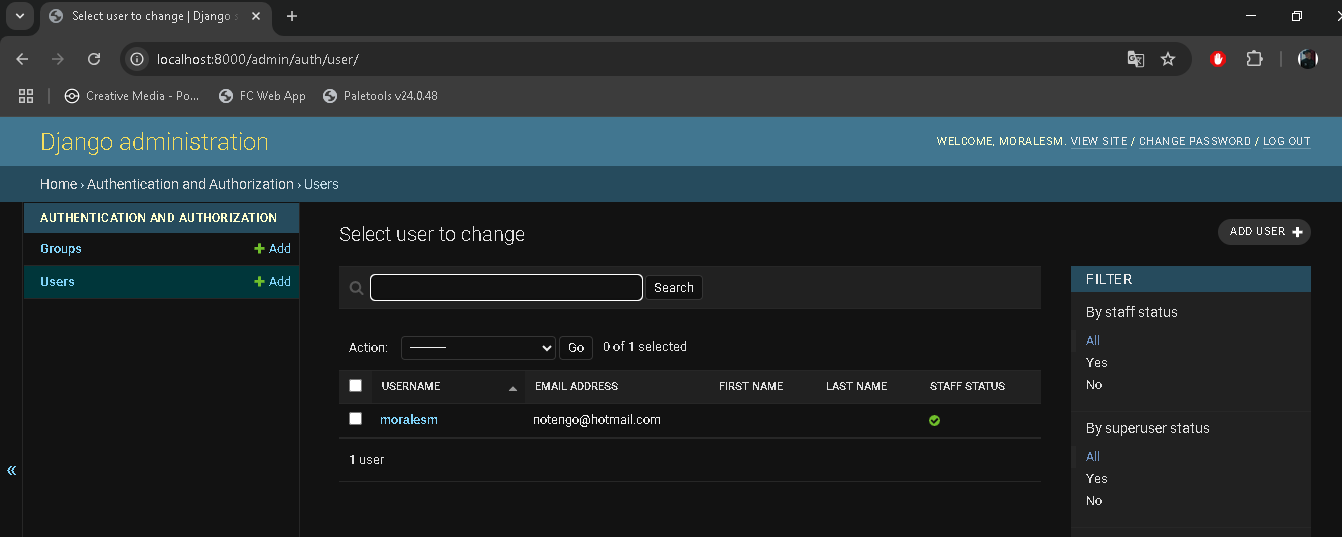 Select user to change | Django s
localhost:8000/admin/auth/user/
Creative Media - Po... FC Web App Paletools v24.0.48
Django administration
WELCOME, MORALESM. VIEW SITE / CHANGE PASSWORD / LOG OUT
Home › Authentication and Authorization › Users
AUTHENTICATION AND AUTHORIZATION
Groups + Add
Users + Add
«
Select user to change
ADD USER +
Search
Action: --------- Go 0 of 1 selected
USERNAME EMAIL ADDRESS FIRST NAME LAST NAME STAFF STATUS
moralesm notengo@hotmail.com
1 user
FILTER
By staff status
All
Yes
No
By superuser status
All
Yes
No